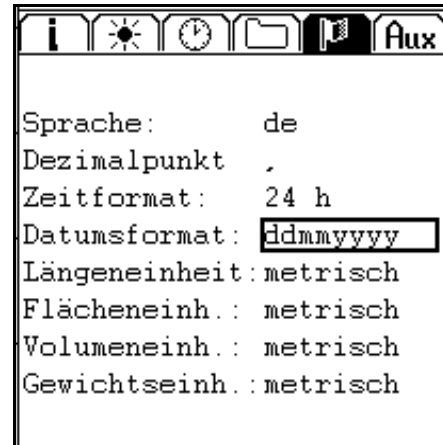 i Aux
Sprache: de
Dezimalpunkt ,
Zeitformat: 24 h
Datumsformat: ddmmyyyy
Längeneinheit: metrisch
Flächeneinh.: metrisch
Volumeneinh.: metrisch
Gewichtseinh.: metrisch